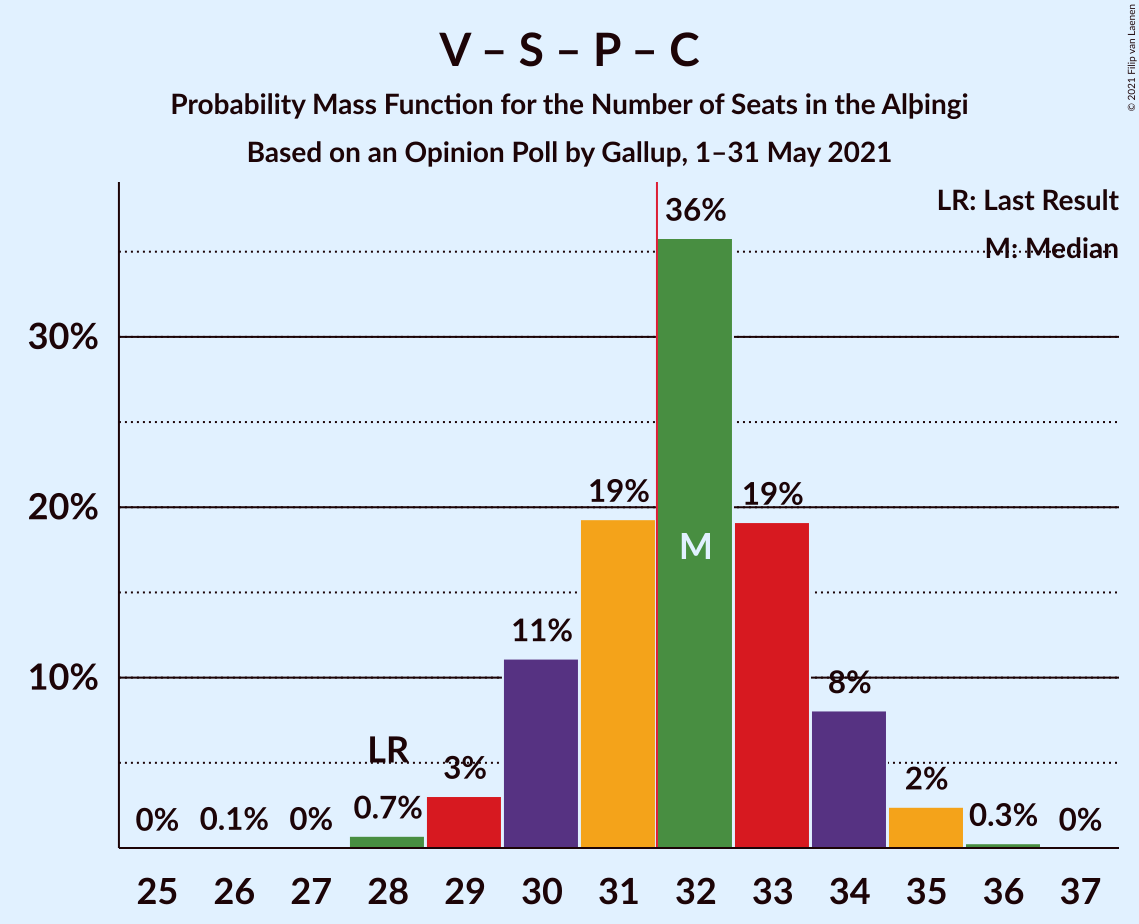 V – S – P – C
Probability Mass Function for the Number of Seats in the Alþingi
Based on an Opinion Poll by Gallup, 1–31 May 2021
© 2021 Filip van Laenen
LR: Last Result
M: Median
30%
20%
10%
0%
0.1%
0%
LR
0.7%
3%
11%
19%
36%
M
19%
8%
2%
0.3%
0%
25 26 27 28 29 30 31 32 33 34 35 36 37